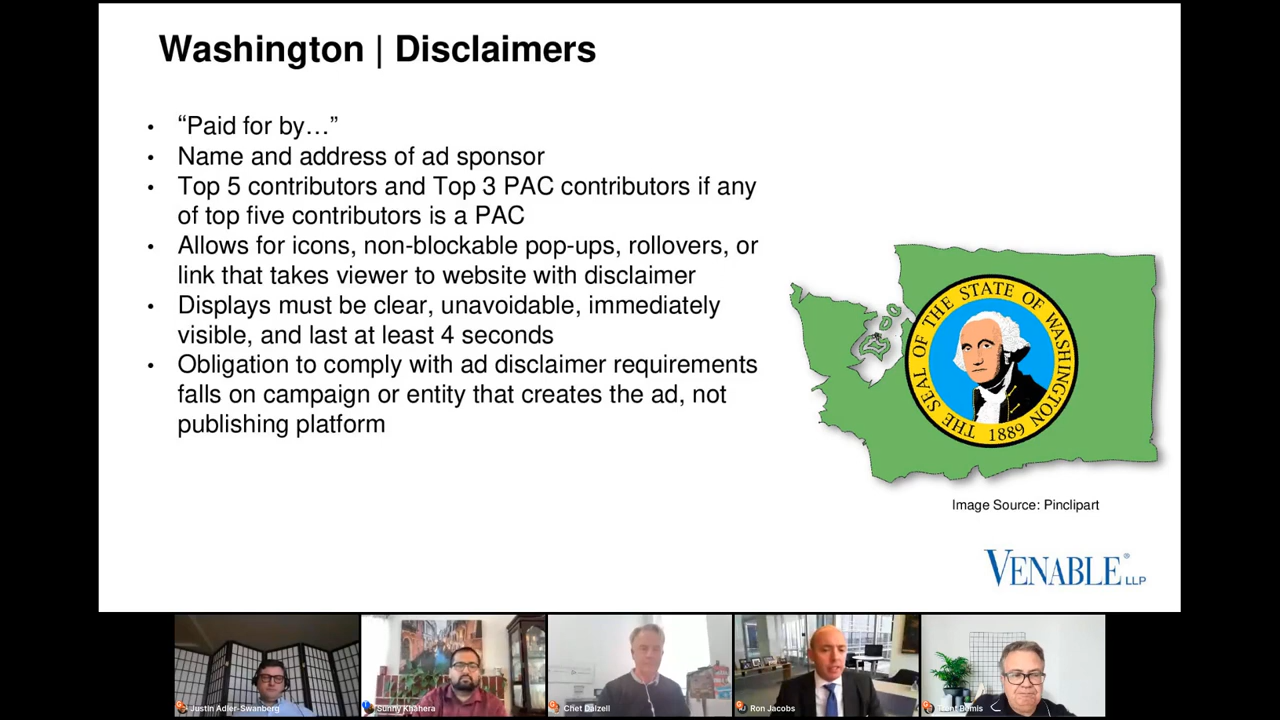 Washington | Disclaimers
• “Paid for by…”
• Name and address of ad sponsor
• Top 5 contributors and Top 3 PAC contributors if any
of top five contributors is a PAC
• Allows for icons, non-blockable pop-ups, rollovers, or
link that takes viewer to website with disclaimer
• Displays must be clear, unavoidable, immediately
visible, and last at least 4 seconds
• Obligation to comply with ad disclaimer requirements
falls on campaign or entity that creates the ad, not
publishing platform
THE SEAL OF THE STATE OF WASHINGTON
1889
Image Source: Pinclipart
VENABLE® LLP
Justin Adler-Swanberg
Sunny Khahera
Chet Dalzell
Ron Jacobs
Bemis